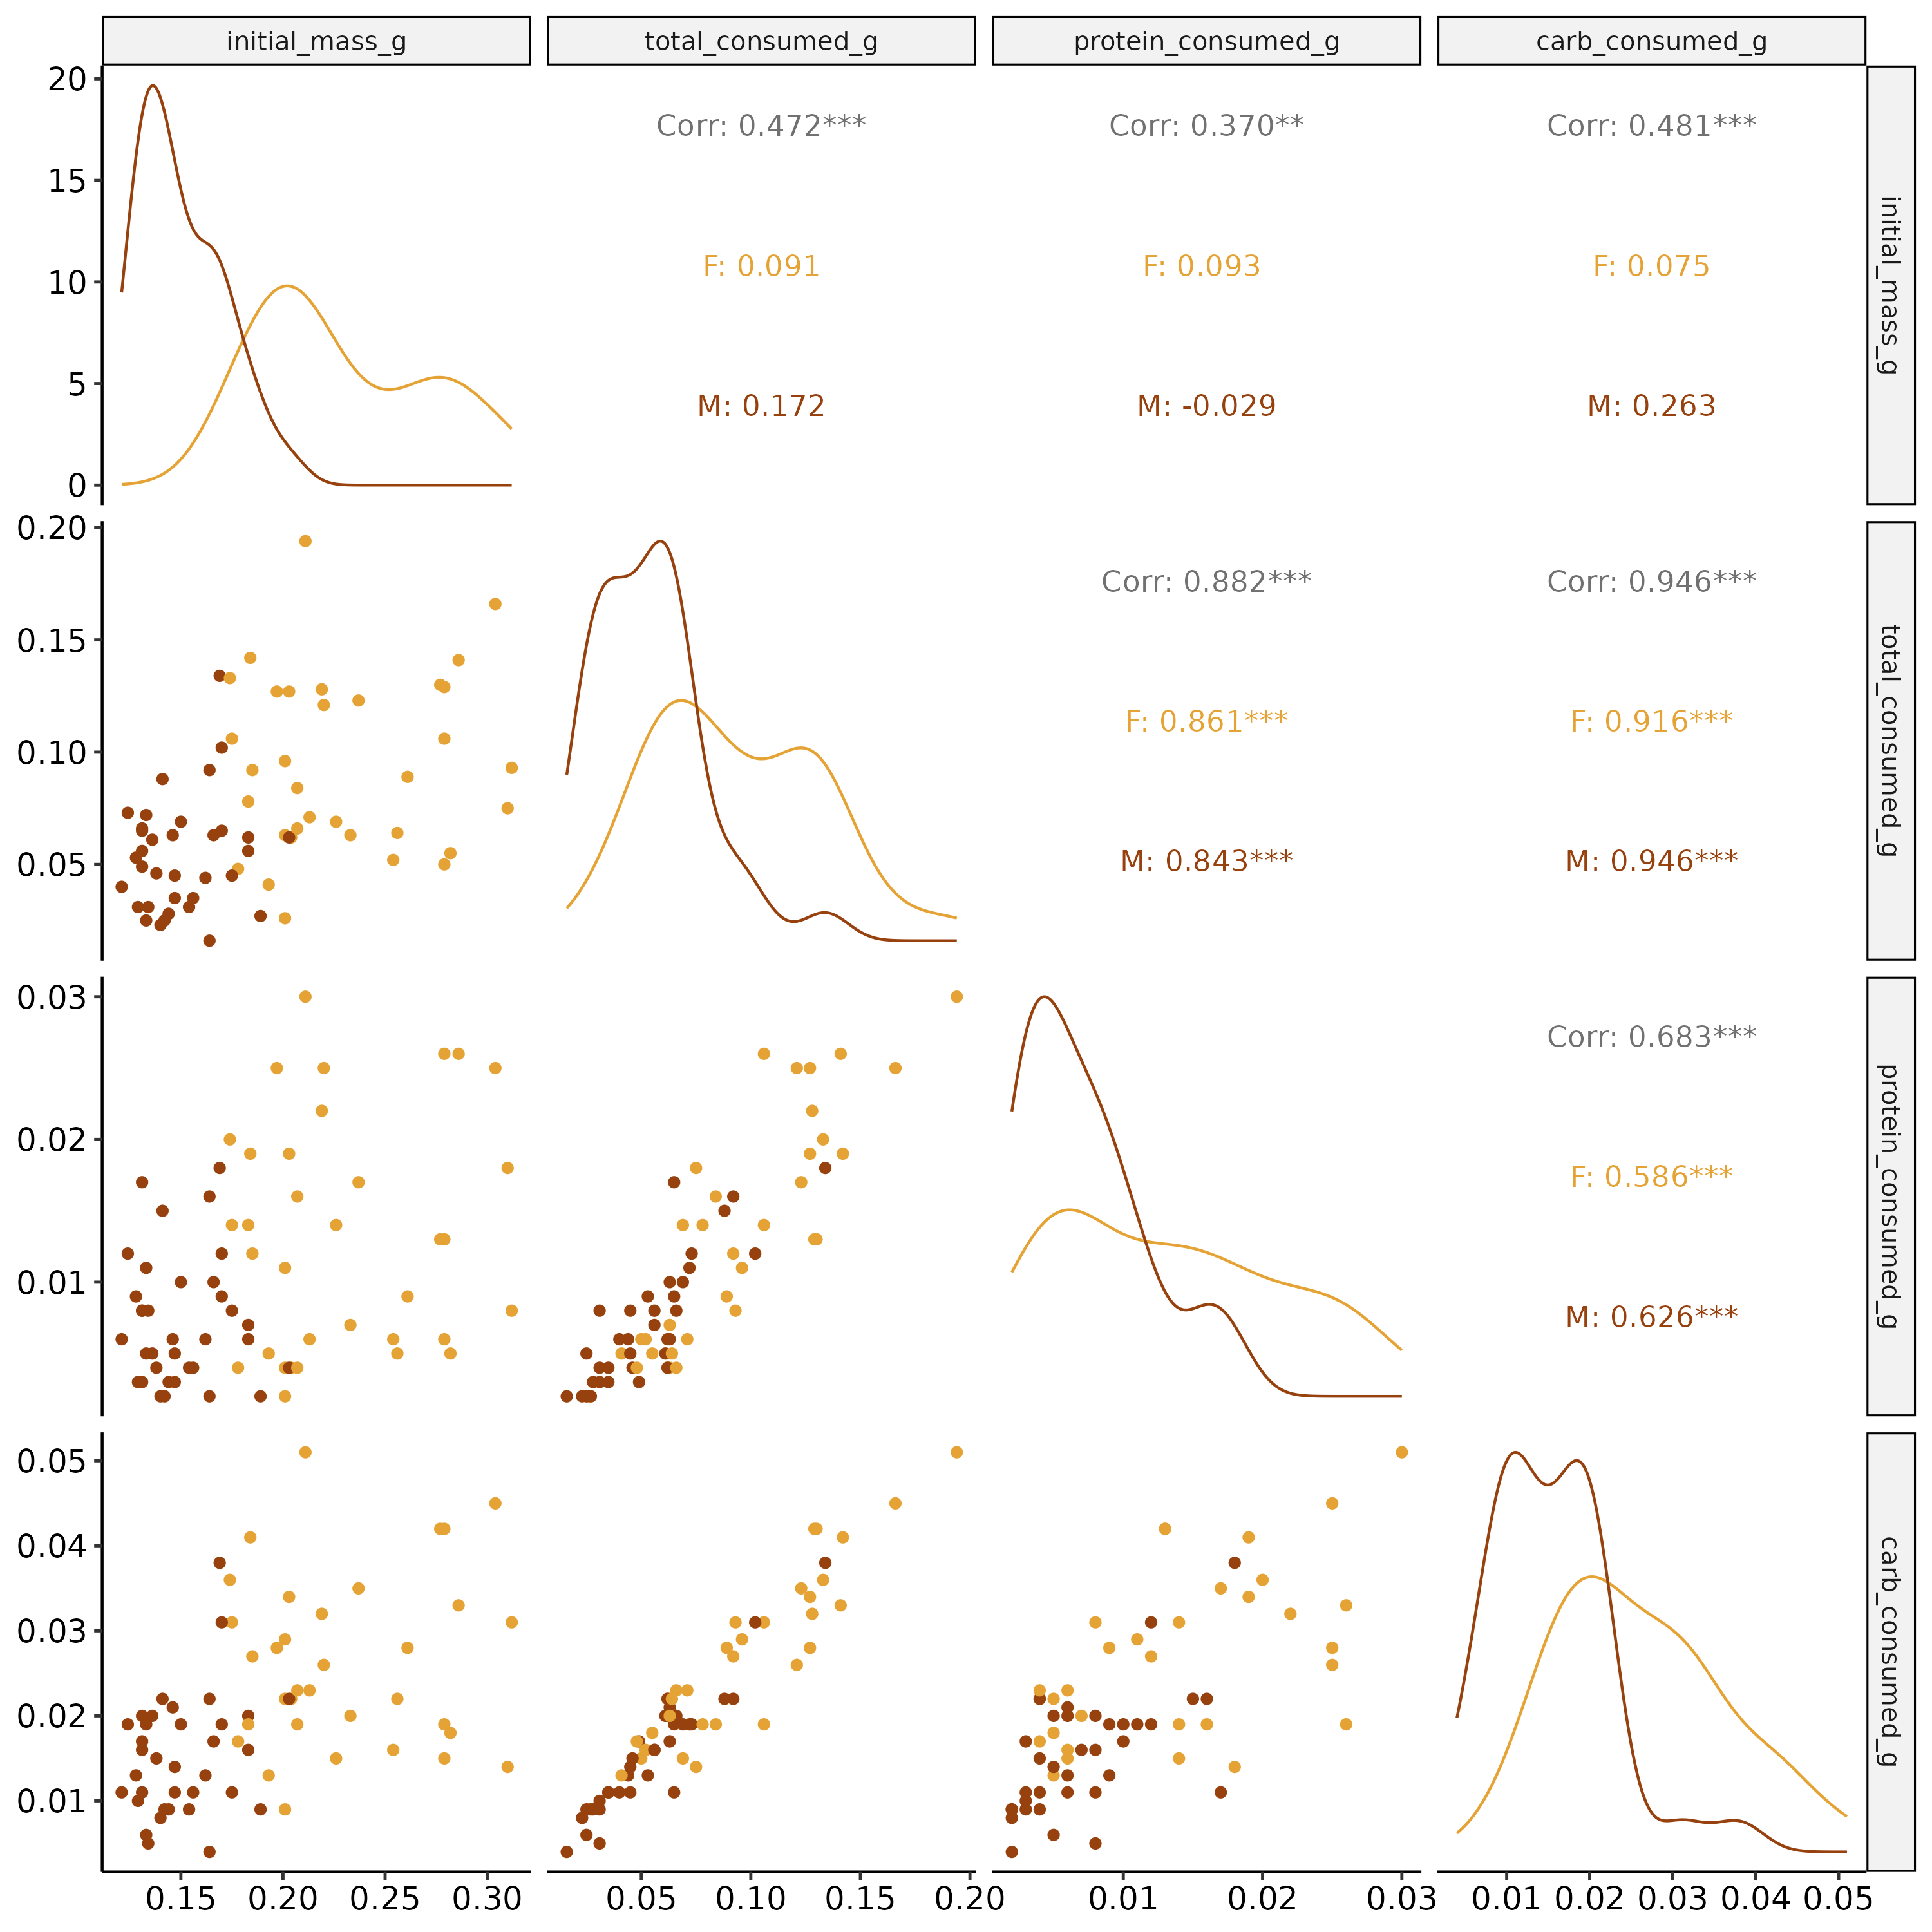 initial_mass_g total_consumed_g protein_consumed_g carb_consumed_g
20
15
10
5
0
Corr: 0.472*** Corr: 0.370** Corr: 0.481***
F: 0.091 F: 0.093 F: 0.075
M: 0.172 M: -0.029 M: 0.263
initial_mass_g
0.20
0.15
0.10
0.05
Corr: 0.882*** Corr: 0.946***
F: 0.861*** F: 0.916***
M: 0.843*** M: 0.946***
total_consumed_g
0.03
0.02
0.01
Corr: 0.683***
F: 0.586***
M: 0.626***
protein_consumed_g
0.05
0.04
0.03
0.02
0.01
carb_consumed_g
0.15 0.20 0.25 0.30 0.05 0.10 0.15 0.20 0.01 0.02 0.03 0.01 0.02 0.03 0.04 0.05